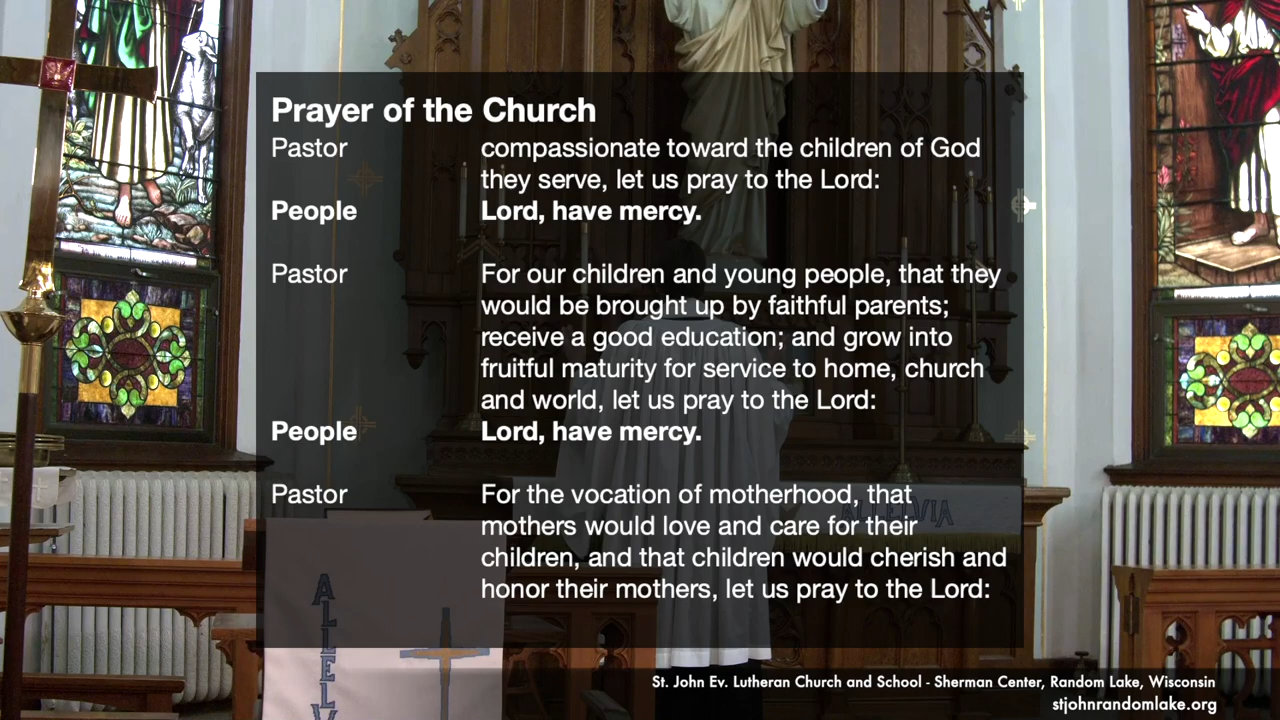 Prayer of the Church
Pastor compassionate toward the children of God
they serve, let us pray to the Lord:
People Lord, have mercy.
Pastor For our children and young people, that they
would be brought up by faithful parents;
receive a good education; and grow into
fruitful maturity for service to home, church
and world, let us pray to the Lord:
People Lord, have mercy.
Pastor For the vocation of motherhood, that
mothers would love and care for their
children, and that children would cherish and
honor their mothers, let us pray to the Lord:
ALLELVIA
ALLELV
St. John Ev. Lutheran Church and School - Sherman Center, Random Lake, Wisconsin
stjohnrandomlake.org